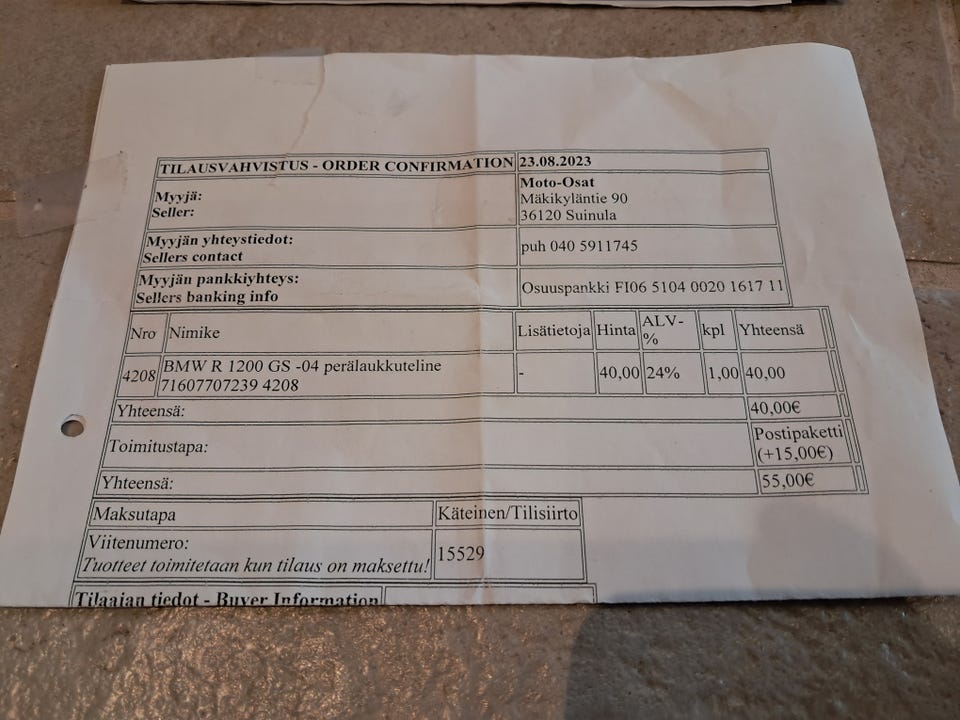 TILAUSVAHVISTUS - ORDER CONFIRMATION 23.08.2023
Myyjä:
Seller:
Moto-Osat
Mäkikyläntie 90
36120 Suinula
Myyjän yhteystiedot:
Sellers contact
puh 040 5911745
Myyjän pankkiyhteys:
Sellers banking info
Osuuspankki FI06 5104 0020 1617 11
Nro Nimike Lisätietoja Hinta ALV-% kpl Yhteensä
4208 BMW R 1200 GS -04 perälaukkuteline
71607707239 4208
- 40,00 24% 1,00 40,00
Yhteensä: 40,00€
Toimitustapa: Postipaketti
(+15,00€)
Yhteensä: 55,00€
Maksutapa Käteinen/Tilisiirto
Viitenumero:
Tuotteet toimitetaan kun tilaus on maksettu!
15529
Tilaajan tiedot - Buyer Information